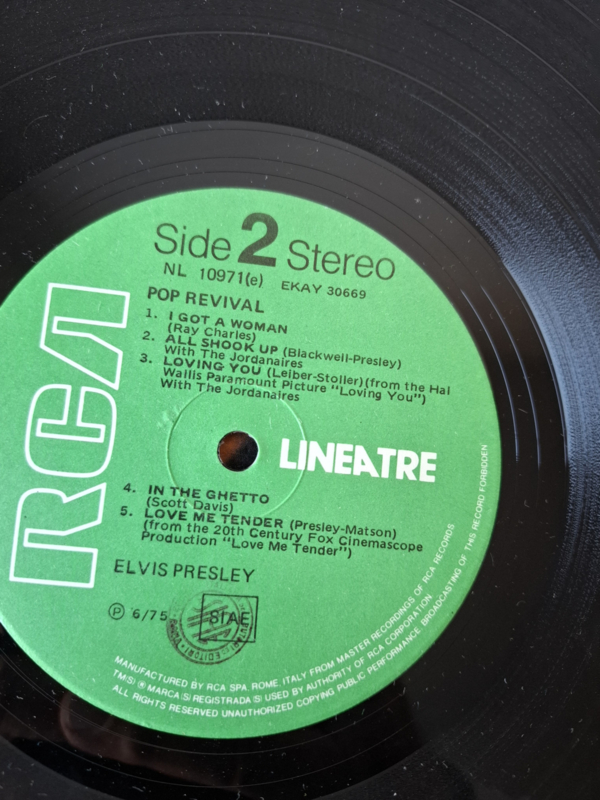 Side 2 Stereo
NL 10971(e) EKAY 30669
POP REVIVAL
1. I GOT A WOMAN
(Ray Charles)
2. ALL SHOOK UP (Blackwell-Presley)
With The Jordanaires
3. LOVING YOU (Leiber-Stoller)(from the Hal
Wallis Paramount Picture "Loving You")
With The Jordanaires
RCA
LINEATRE
4. IN THE GHETTO
(Scott Davis)
5. LOVE ME TENDER (Presley-Matson)
(from the 20th Century Fox Cinemascope
Production "Love Me Tender")
ELVIS PRESLEY
Ⓟ 6/75
SIAE
MANUFACTURED BY RCA SPA. ROME ITALY FROM MASTER RECORDINGS OF RCA RECORDS
TM(S) ® MARCA(S) REGISTRADA(S) USED BY AUTHORITY OF RCA CORPORATION
ALL RIGHTS RESERVED UNAUTHORIZED COPYING PUBLIC PERFORMANCE. BROADCASTING OF THIS RECORD FORBIDDEN